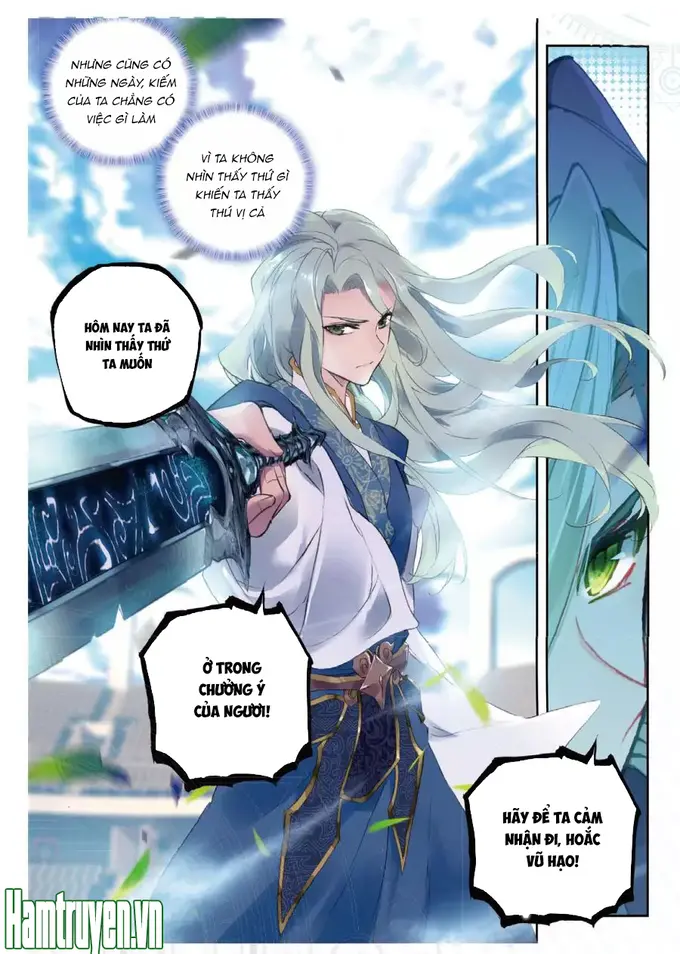 NHƯNG CŨNG CÓ
NHỮNG NGÀY, KIẾM
CỦA TA CHẲNG CÓ
VIỆC GÌ LÀM
VÌ TA KHÔNG
NHÌN THẤY THỨ GÌ
KHIẾN TA THẤY
THÚ VỊ CẢ
HÔM NAY TA ĐÃ
NHÌN THẤY THỨ
TA MUỐN
Ở TRONG
CHƯỞNG Ý
CỦA NGƯƠI!
HÃY ĐỂ TA CẢM
NHẬN ĐI, HOẮC
VŨ HẠO!
Hamtruyen.vn